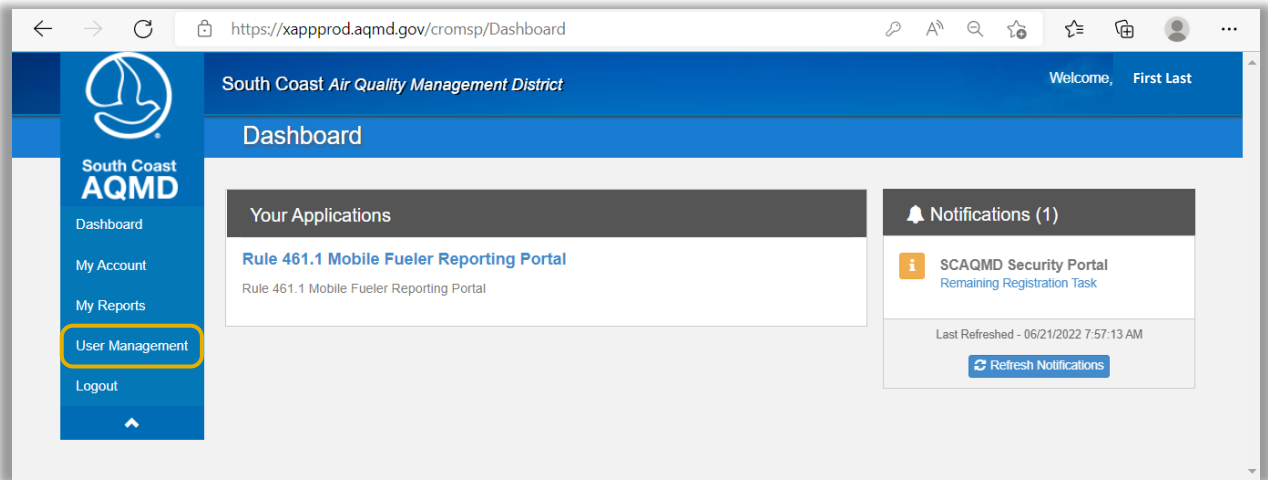 https://xappprod.aqmd.gov/cromsp/Dashboard
South Coast Air Quality Management District
Welcome, First Last
Dashboard
South Coast
AQMD
Dashboard
My Account
My Reports
User Management
Logout
Your Applications
Rule 461.1 Mobile Fueler Reporting Portal
Rule 461.1 Mobile Fueler Reporting Portal
Notifications (1)
SCAQMD Security Portal
Remaining Registration Task
Last Refreshed - 06/21/2022 7:57:13 AM
Refresh Notifications